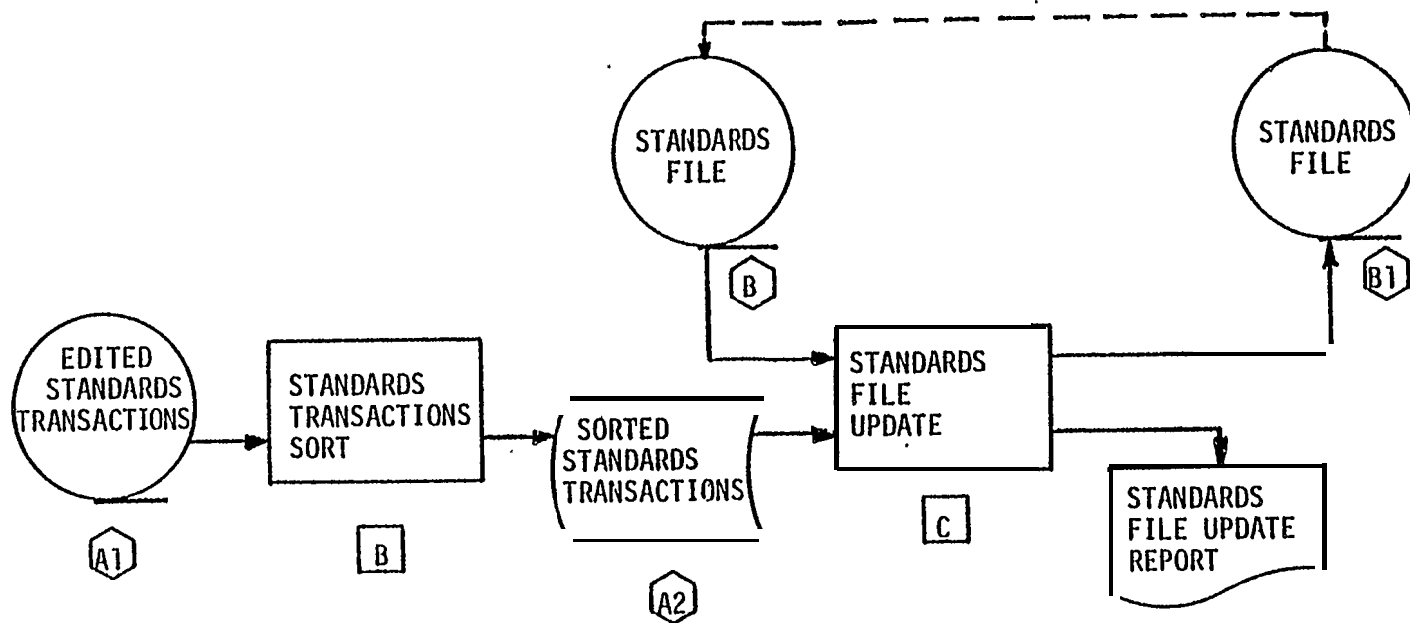 STANDARDS
FILE
STANDARDS
FILE
B
B1
EDITED
STANDARDS
TRANSACTIONS
STANDARDS
TRANSACTIONS
SORT
SORTED
STANDARDS
TRANSACTIONS
STANDARDS
FILE
UPDATE
STANDARDS
FILE UPDATE
REPORT
A1
B
A2
C